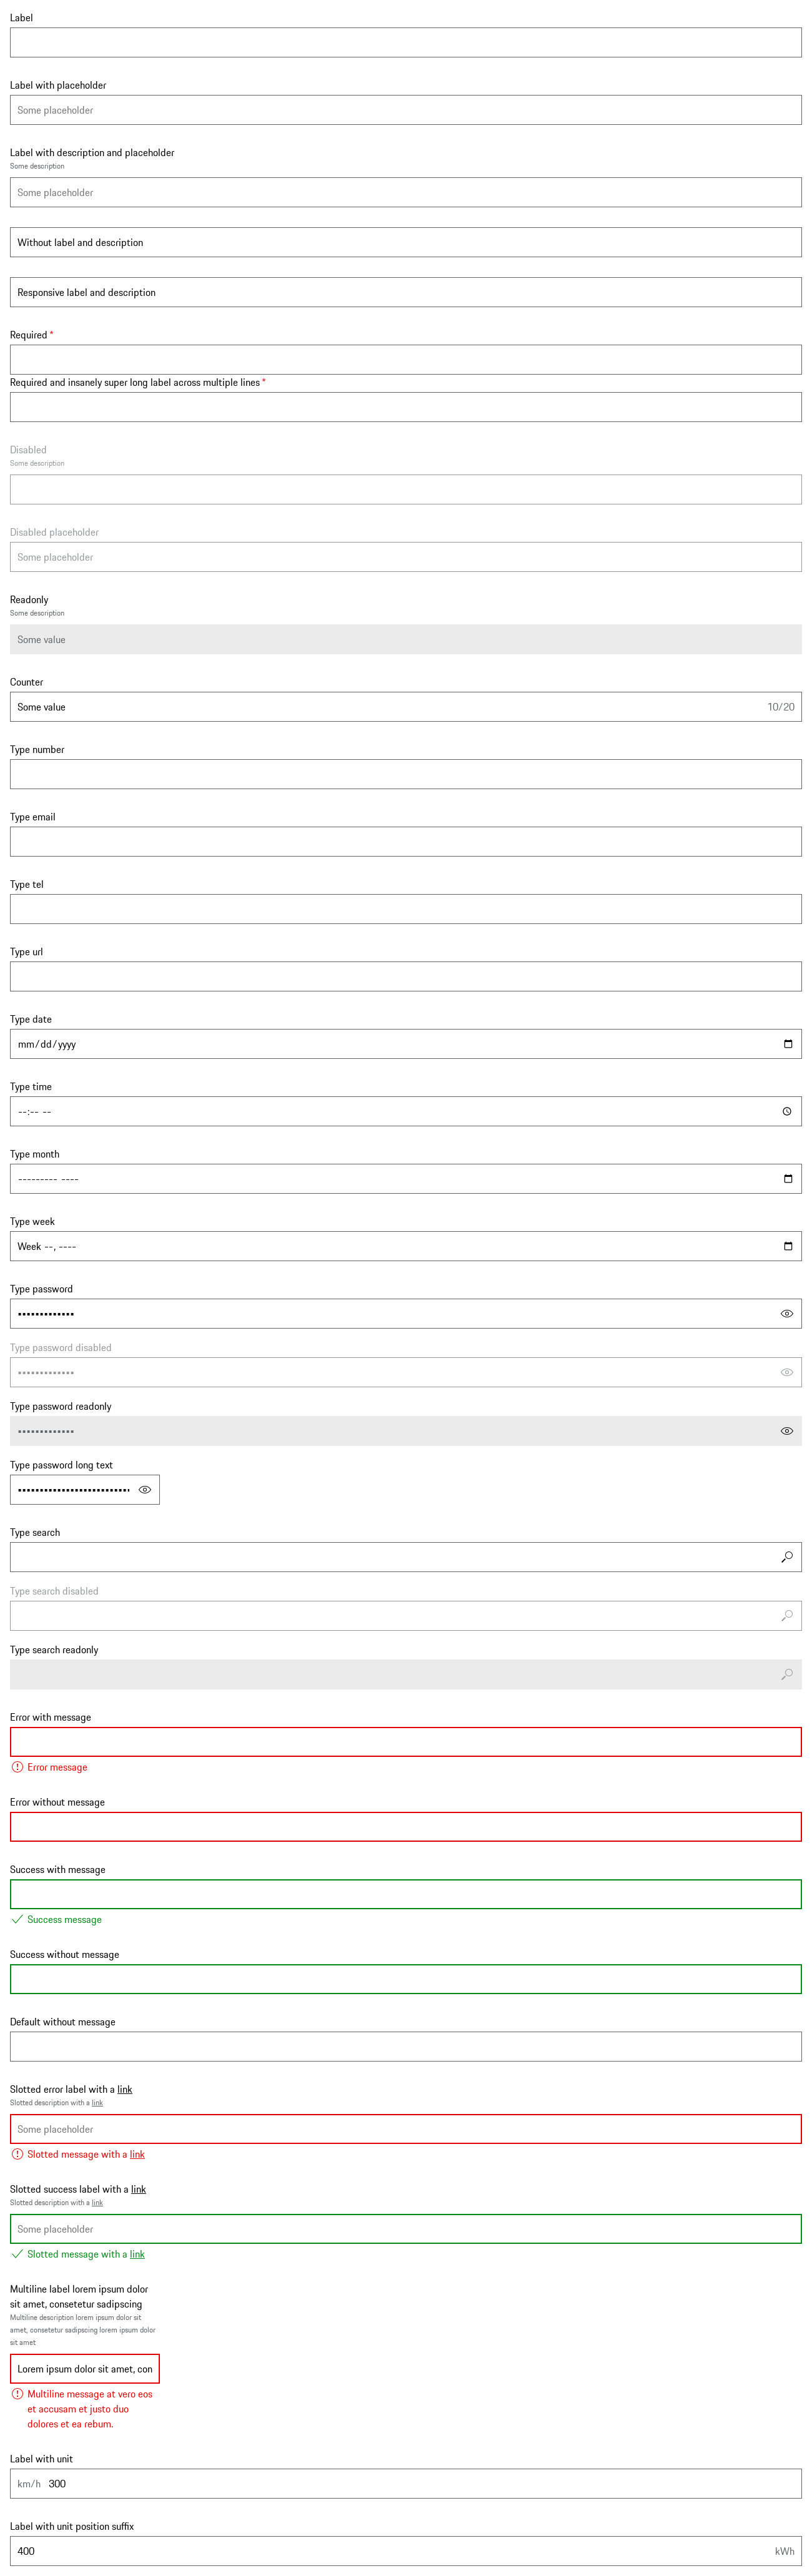 Label
Label with placeholder
Some placeholder
Label with description and placeholder
Some description
Some placeholder
Without label and description
Responsive label and description
Required *
Required and insanely super long label across multiple lines *
Disabled
Some description
Disabled placeholder
Some placeholder
Readonly
Some description
Some value
Counter
Some value 10/20
Type number
Type email
Type tel
Type url
Type date
mm/dd/yyyy
Type time
--:-- --
Type month
--------- ----
Type week
Week --, ----
Type password
Type password disabled
Type password readonly
Type password long text
Type search
Type search disabled
Type search readonly
Error with message
Error message
Error without message
Success with message
Success message
Success without message
Default without message
Slotted error label with a link
Slotted description with a link
Some placeholder
Slotted message with a link
Slotted success label with a link
Slotted description with a link
Some placeholder
Slotted message with a link
Multiline label lorem ipsum dolor
sit amet, consetetur sadipscing
Multiline description lorem ipsum dolor sit
amet, consetetur sadipscing lorem ipsum dolor
sit amet
Lorem ipsum dolor sit amet, con
Multiline message at vero eos
et accusam et justo duo
dolores et ea rebum.
Label with unit
km/h 300
Label with unit position suffix
400 kWh